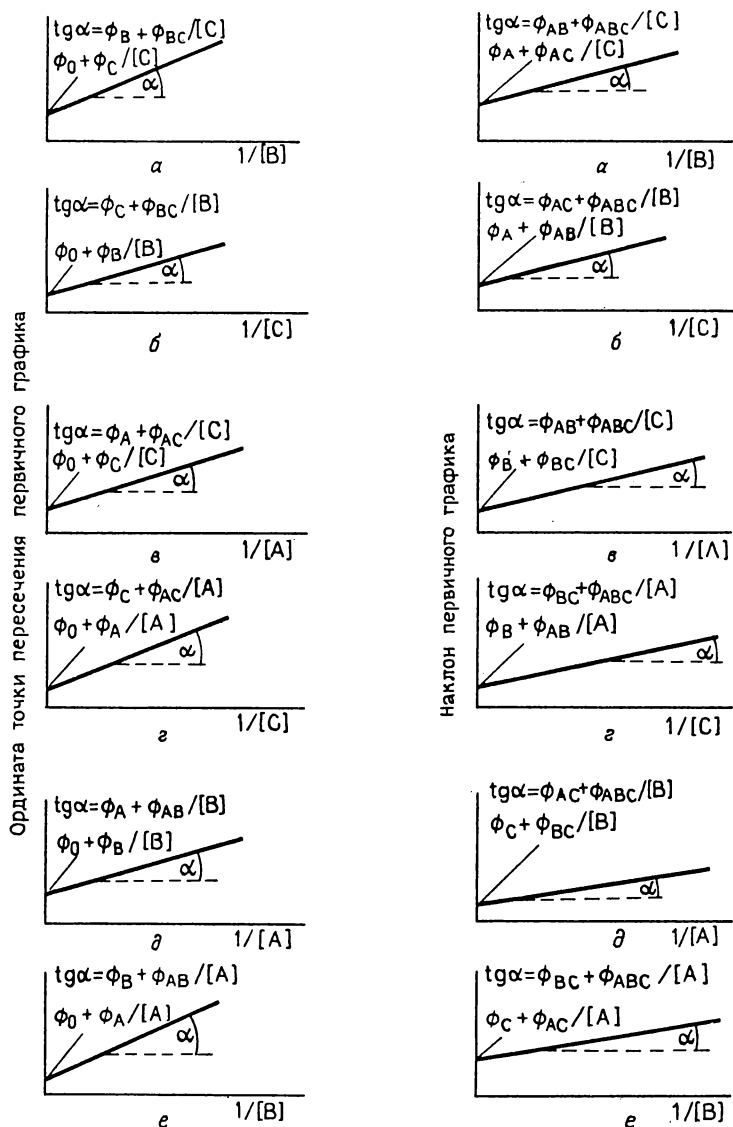 Ордината точки пересечения первичного графика
tgα=ϕB + ϕBC/[C]
ϕ0 + ϕC/[C]
α
1/[B]
а
tgα=ϕC+ϕBC/[B]
ϕ0+ϕB/[B]
α
1/[C]
б
tgα=ϕA+ϕAC/[C]
ϕ0+ϕC/[C]
α
1/[A]
в
tgα=ϕC+ϕAC/[A]
ϕ0+ϕA/[A]
α
1/[C]
г
tgα=ϕA + ϕAB/[B]
ϕ0+ϕB/[B]
α
1/[A]
д
tgα=ϕB+ϕAB/[A]
ϕ0 + ϕA/[A]
α
1/[B]
е
Наклон первичного графика
tgα=ϕAB+ϕABC/[C]
ϕA + ϕAC/[C]
α
1/[B]
а
tgα=ϕAC+ϕABC/[B]
ϕA + ϕAB/[B]
α
1/[C]
б
tgα=ϕAB+ϕABC/[C]
ϕB + ϕBC/[C]
α
1/[A]
в
tgα=ϕBC+ϕABC/[A]
ϕB + ϕAB/[A]
α
1/[C]
г
tgα=ϕAC+ϕABC/[B]
ϕC + ϕBC/[B]
α
1/[A]
д
tgα=ϕBC+ϕABC/[A]
ϕC + ϕAC/[A]
α
1/[B]
е